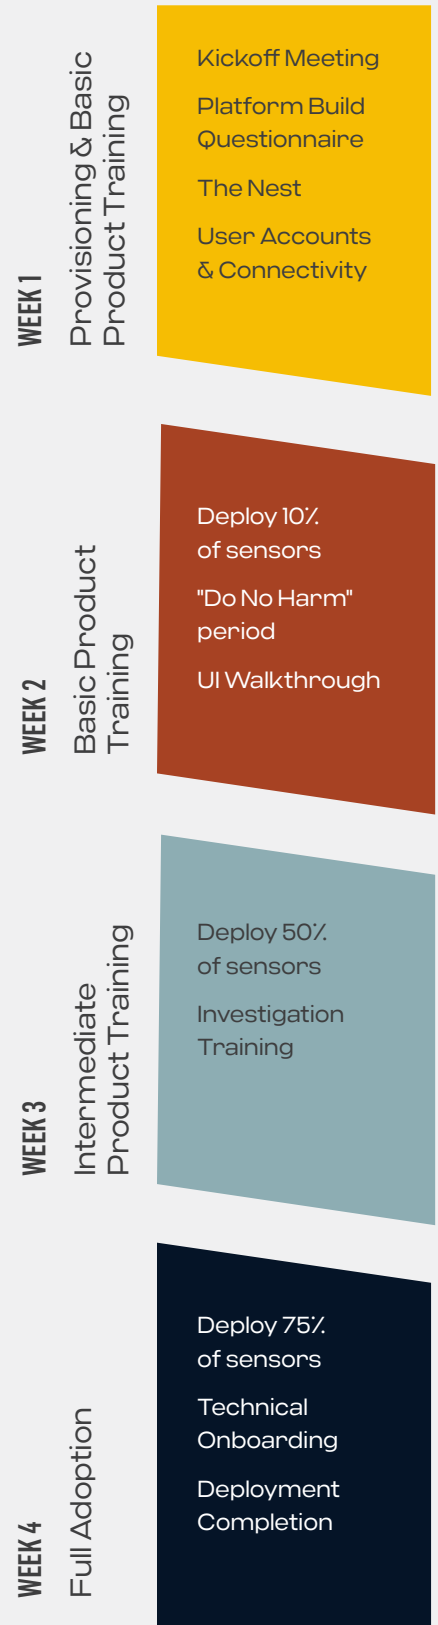 WEEK 1
Provisioning & Basic
Product Training
Kickoff Meeting
Platform Build
Questionnaire
The Nest
User Accounts
& Connectivity
WEEK 2
Basic Product
Training
Deploy 10%
of sensors
"Do No Harm"
period
UI Walkthrough
WEEK 3
Intermediate
Product Training
Deploy 50%
of sensors
Investigation
Training
WEEK 4
Full Adoption
Deploy 75%
of sensors
Technical
Onboarding
Deployment
Completion